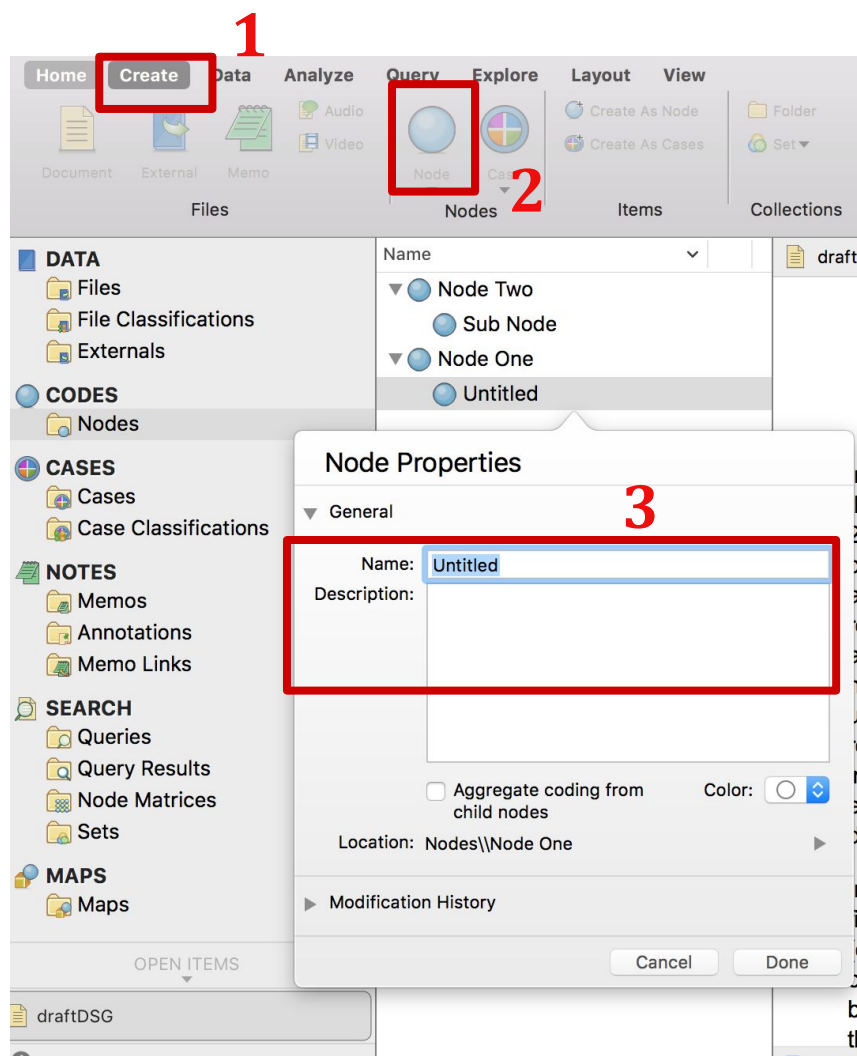 1
Home Create Data Analyze Query Explore Layout View
Audio Create As Node Folder
Video Create As Cases Set
Document External Memo Node
2
Files Nodes Items Collections
DATA
Files
File Classifications
Externals
CODES
Nodes
CASES
Cases
Case Classifications
NOTES
Memos
Annotations
Memo Links
SEARCH
Queries
Query Results
Node Matrices
Sets
MAPS
Maps
OPEN ITEMS
draftDSG
Name
Node Two
Sub Node
Node One
Untitled
Node Properties
3
General
Name: Untitled
Description:
Aggregate coding from
child nodes
Color:
Location: Nodes\\Node One
Modification History
Cancel Done
draft